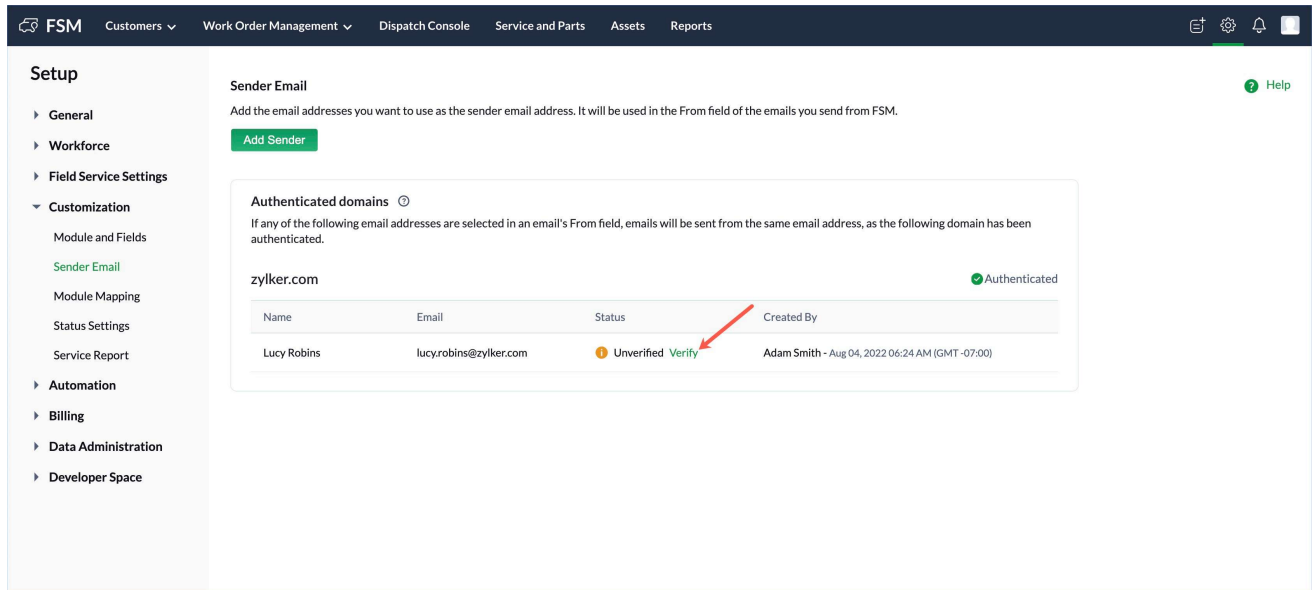 FSM Customers Work Order Management Dispatch Console Service and Parts Assets Reports
Setup
General
Workforce
Field Service Settings
Customization
Module and Fields
Sender Email
Module Mapping
Status Settings
Service Report
Automation
Billing
Data Administration
Developer Space
Sender Email
Help
Add the email addresses you want to use as the sender email address. It will be used in the From field of the emails you send from FSM.
Add Sender
Authenticated domains
If any of the following email addresses are selected in an email's From field, emails will be sent from the same email address, as the following domain has been
authenticated.
zylker.com Authenticated
Name Email Status Created By
Lucy Robins lucy.robins@zylker.com Unverified Verify Adam Smith - Aug 04, 2022 06:24 AM (GMT -07:00)